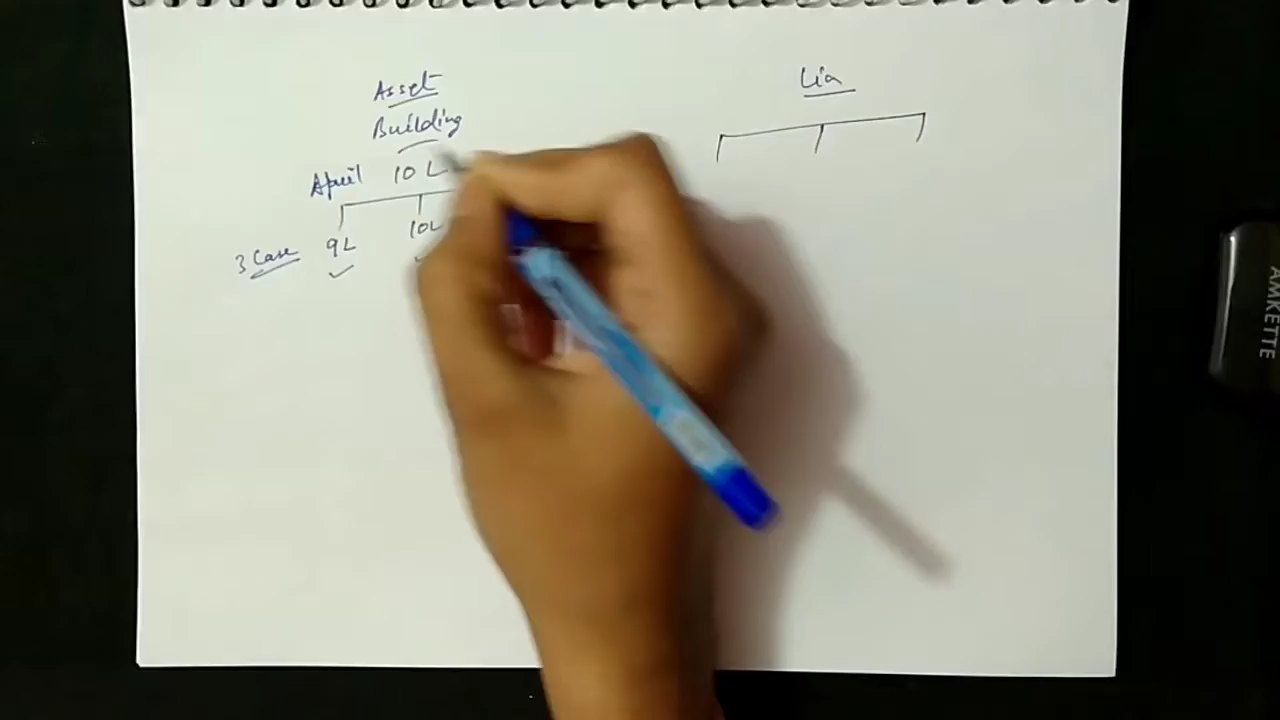 Asset
Building
April 10 L
3 Case 9L 10L
Lia
AMKETTE